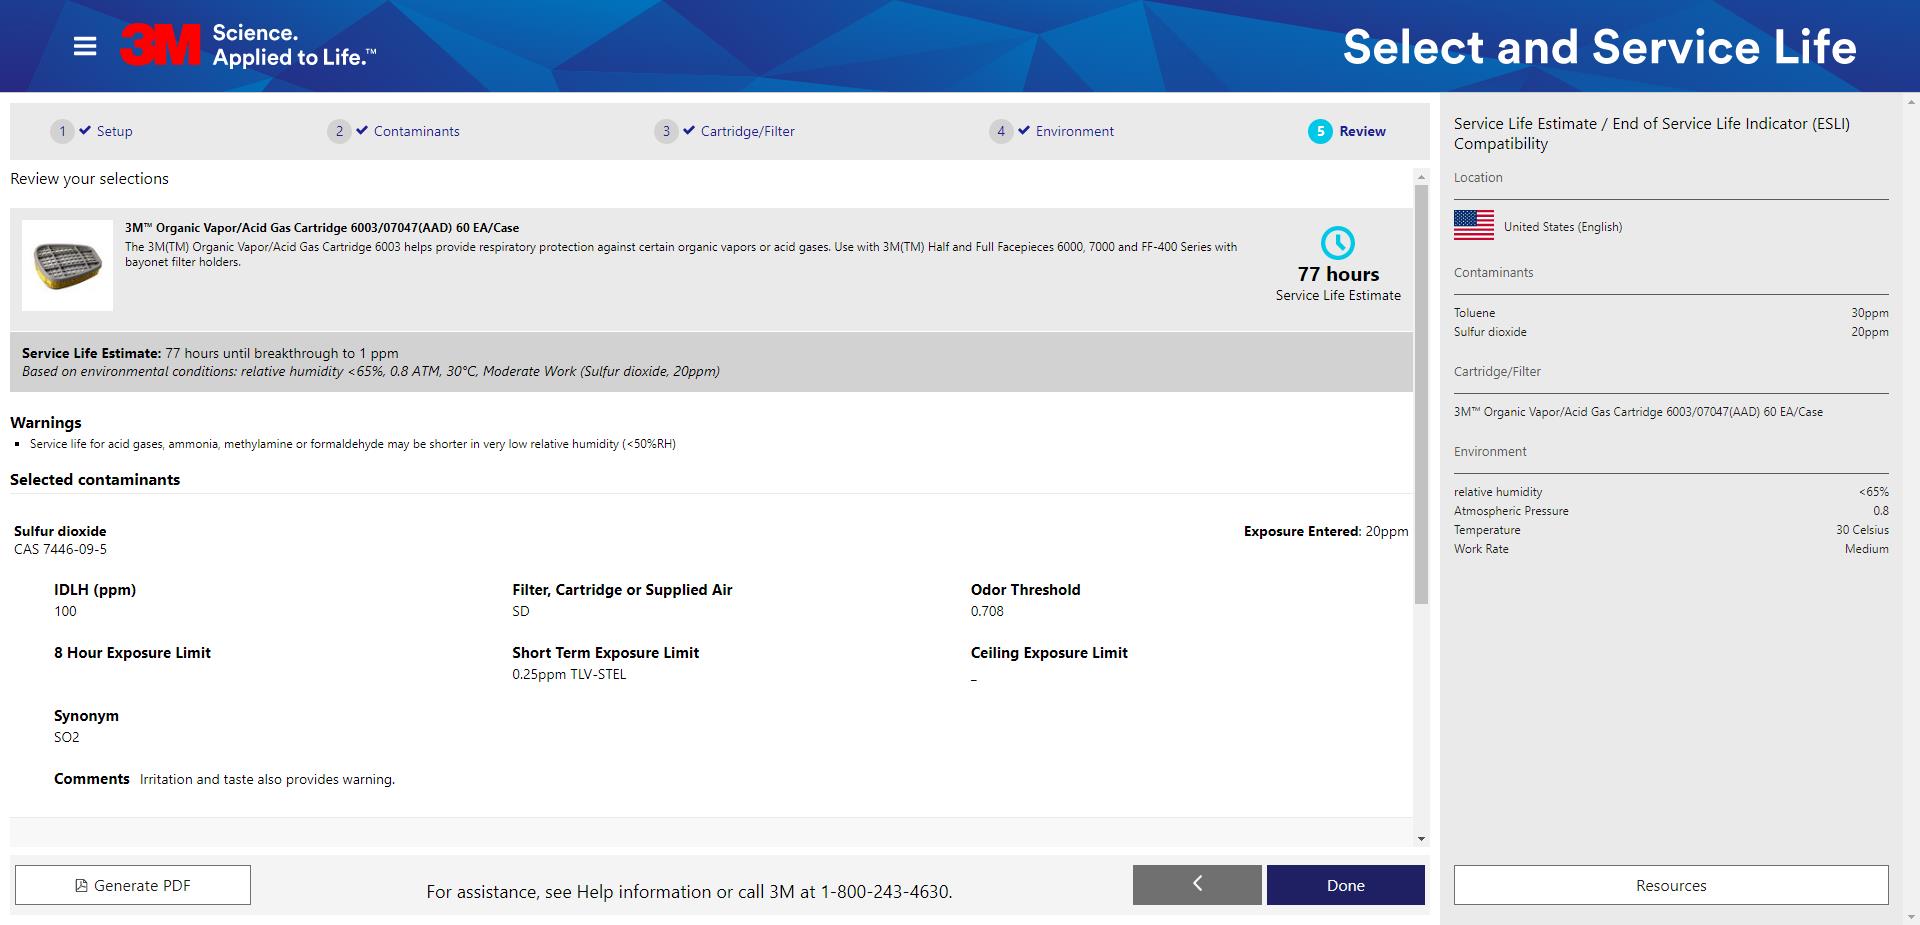 3M Science.
Applied to Life.™
Select and Service Life
1 Setup
2 Contaminants
3 Cartridge/Filter
4 Environment
5 Review
Review your selections
3M™ Organic Vapor/Acid Gas Cartridge 6003/07047(AAD) 60 EA/Case
The 3M(TM) Organic Vapor/Acid Gas Cartridge 6003 helps provide respiratory protection against certain organic vapors or acid gases. Use with 3M(TM) Half and Full Facepieces 6000, 7000 and FF-400 Series with
bayonet filter holders.
77 hours
Service Life Estimate
Service Life Estimate: 77 hours until breakthrough to 1 ppm
Based on environmental conditions: relative humidity <65%, 0.8 ATM, 30°C, Moderate Work (Sulfur dioxide, 20ppm)
Warnings
Service life for acid gases, ammonia, methylamine or formaldehyde may be shorter in very low relative humidity (<50%RH)
Selected contaminants
Sulfur dioxide
CAS 7446-09-5
Exposure Entered: 20ppm
IDLH (ppm)
100
Filter, Cartridge or Supplied Air
SD
Odor Threshold
0.708
8 Hour Exposure Limit
Short Term Exposure Limit
0.25ppm TLV-STEL
Ceiling Exposure Limit
–
Synonym
SO2
Comments Irritation and taste also provides warning.
Generate PDF
For assistance, see Help information or call 3M at 1-800-243-4630.
Done
Service Life Estimate / End of Service Life Indicator (ESLI)
Compatibility
Location
United States (English)
Contaminants
Toluene 30ppm
Sulfur dioxide 20ppm
Cartridge/Filter
3M™ Organic Vapor/Acid Gas Cartridge 6003/07047(AAD) 60 EA/Case
Environment
relative humidity <65%
Atmospheric Pressure 0.8
Temperature 30 Celsius
Work Rate Medium
Resources